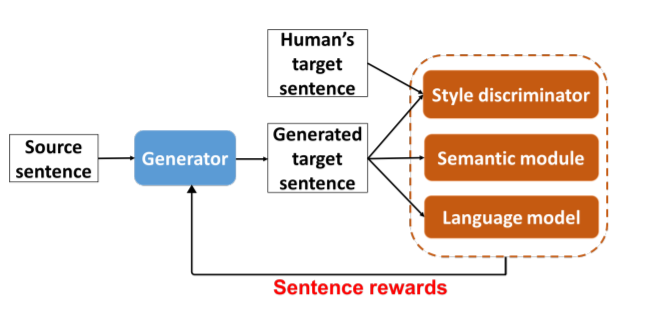 Human's
target
sentence
Style discriminator
Source
sentence
Generator
Generated
target
sentence
Semantic module
Language model
Sentence rewards